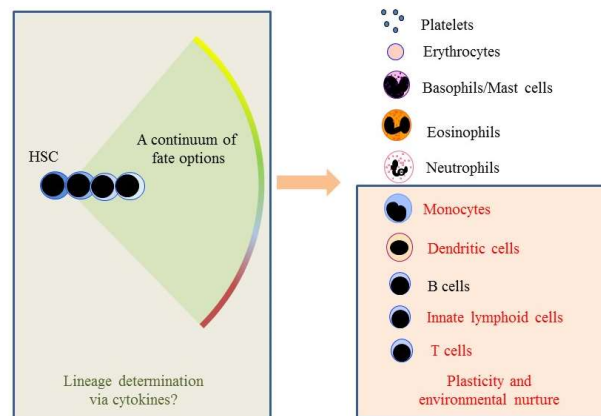 HSC
A continuum of
fate options
Lineage determination
via cytokines?
Platelets
Erythrocytes
Basophils/Mast cells
Eosinophils
Neutrophils
Monocytes
Dendritic cells
B cells
Innate lymphoid cells
T cells
Plasticity and
environmental nurture